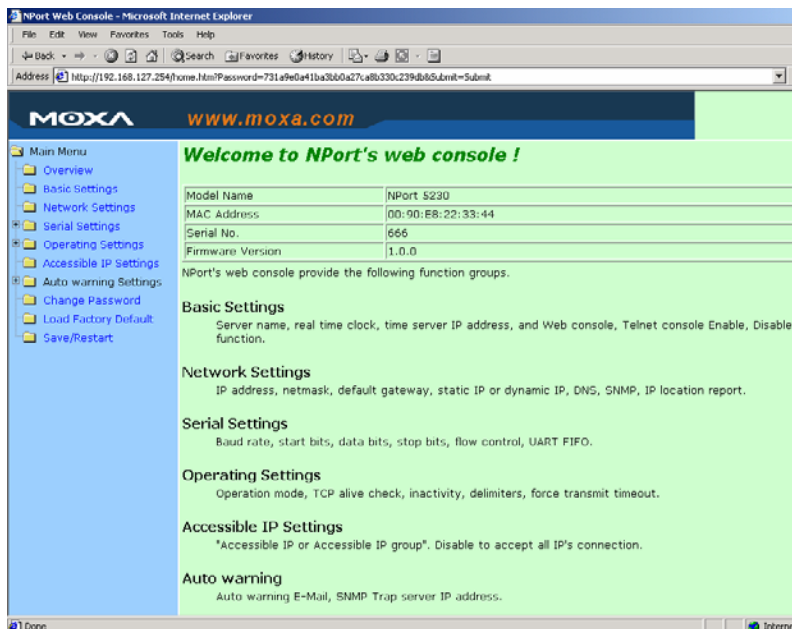 NPort Web Console - Microsoft Internet Explorer
File Edit View Favorites Tools Help
Back Search Favorites History
Address http://192.168.127.254/home.htm?Password=731a9e0a41ba3bb0a27ca8b330c239db&Submit=Submit
MOXA www.moxa.com
Main Menu
Overview
Basic Settings
Network Settings
Serial Settings
Operating Settings
Accessible IP Settings
Auto warning Settings
Change Password
Load Factory Default
Save/Restart
Welcome to NPort's web console !
Model Name NPort 5230
MAC Address 00:90:E8:22:33:44
Serial No. 666
Firmware Version 1.0.0
NPort's web console provide the following function groups.
Basic Settings
Server name, real time clock, time server IP address, and Web console, Telnet console Enable, Disable
function.
Network Settings
IP address, netmask, default gateway, static IP or dynamic IP, DNS, SNMP, IP location report.
Serial Settings
Baud rate, start bits, data bits, stop bits, flow control, UART FIFO.
Operating Settings
Operation mode, TCP alive check, inactivity, delimiters, force transmit timeout.
Accessible IP Settings
"Accessible IP or Accessible IP group". Disable to accept all IP's connection.
Auto warning
Auto warning E-Mail, SNMP Trap server IP address.
Done Interne